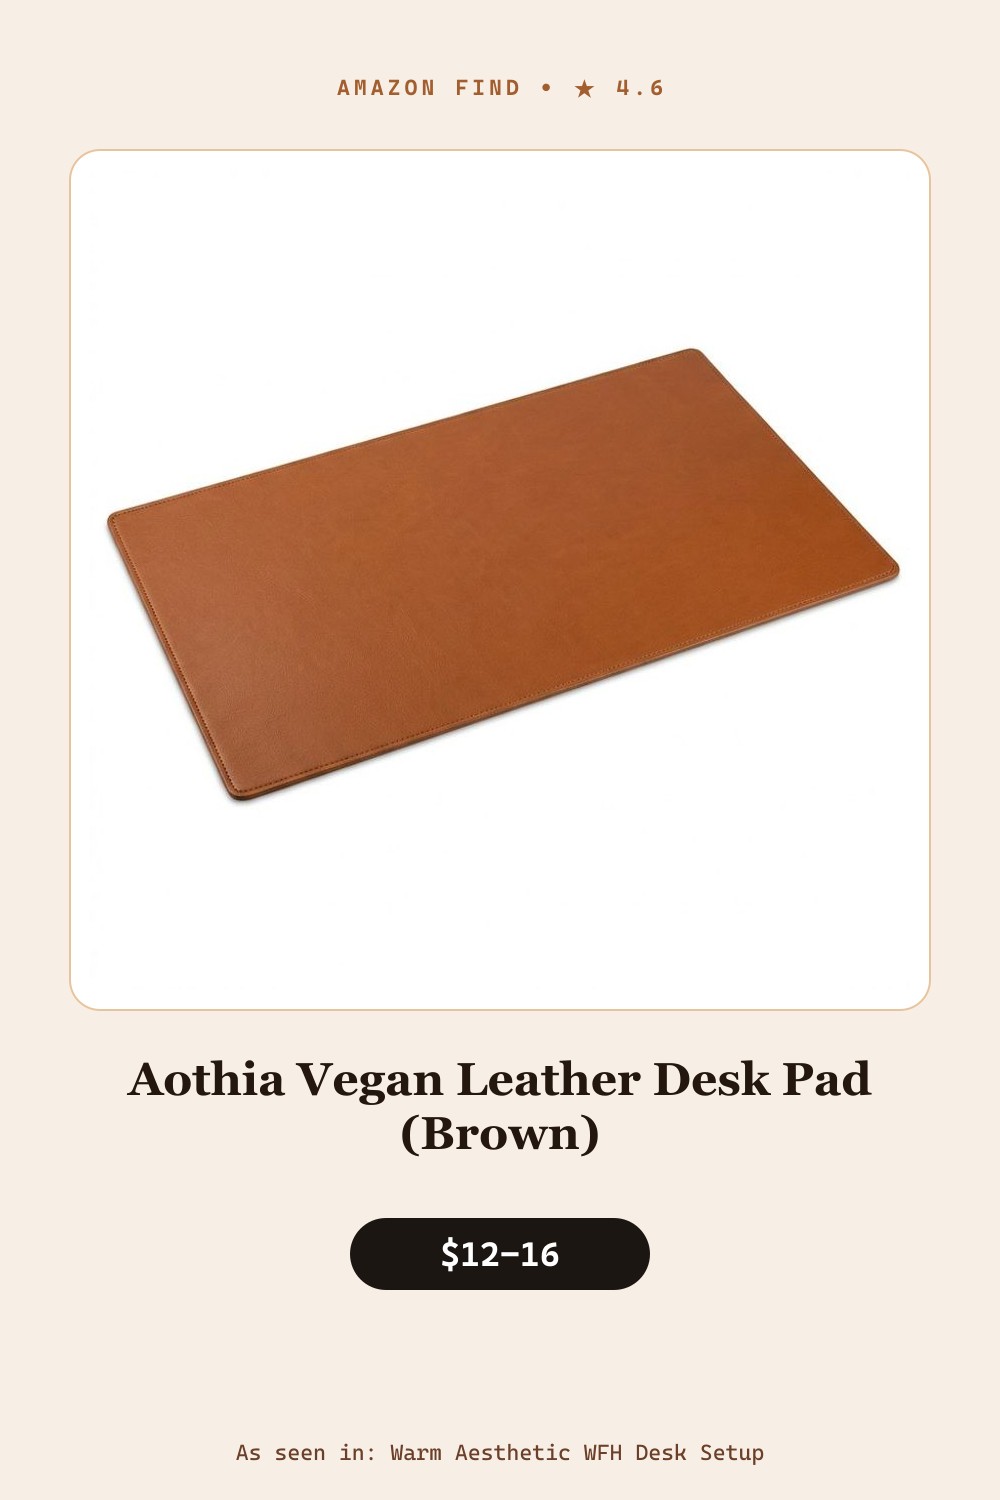 AMAZON FIND • ★ 4.6
Aothia Vegan Leather Desk Pad
(Brown)
$12–16
As seen in: Warm Aesthetic WFH Desk Setup